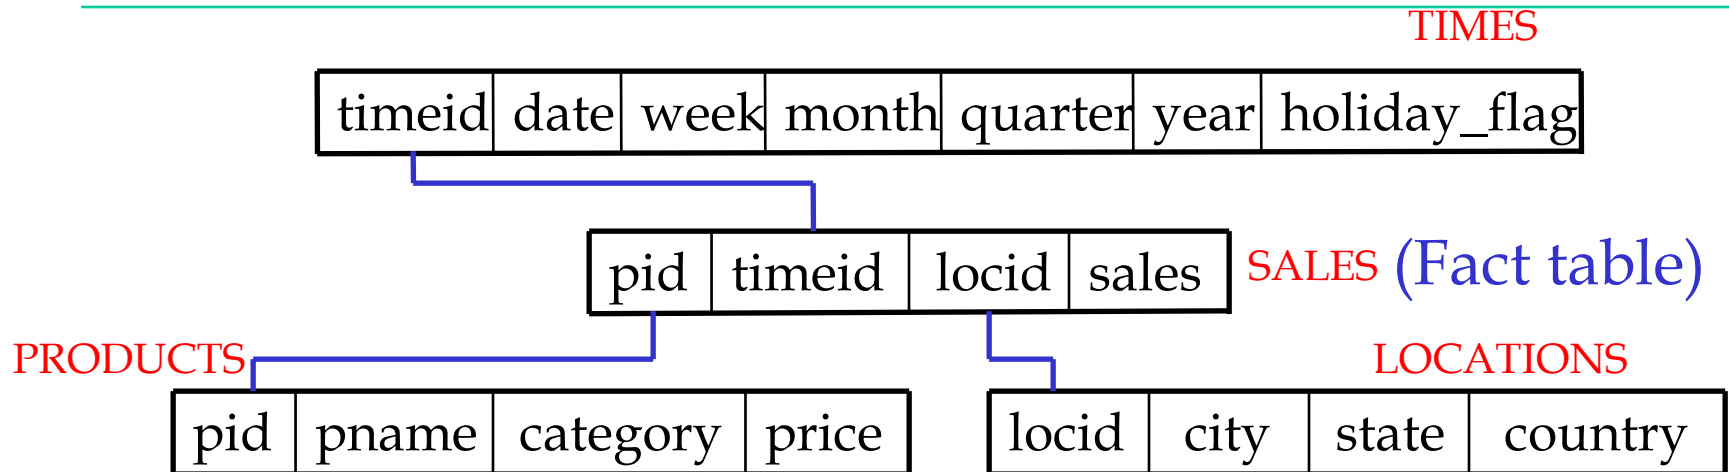 TIMES
timeid date week month quarter year holiday_flag
pid timeid locid sales SALES (Fact table)
PRODUCTS LOCATIONS
pid pname category price locid city state country